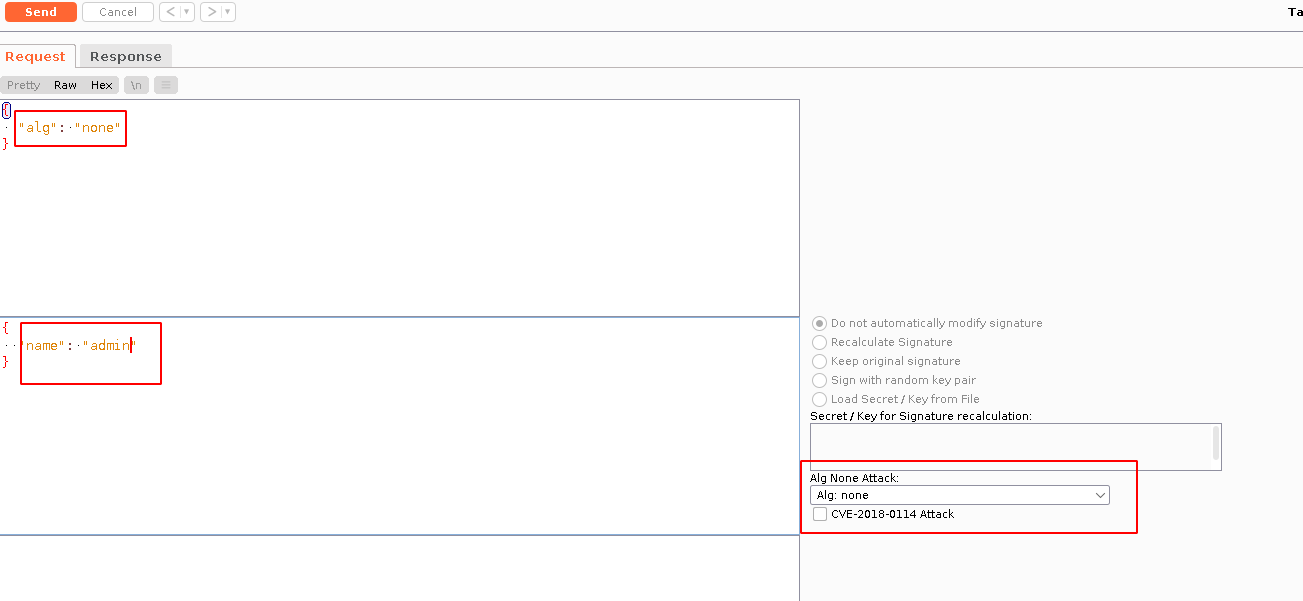 Send Cancel < ▾ > ▾ Ta
Request Response
Pretty Raw Hex \n
{
"alg": "none"
}
{
"name": "admin"
}
Do not automatically modify signature
Recalculate Signature
Keep original signature
Sign with random key pair
Load Secret / Key from File
Secret / Key for Signature recalculation:
Alg None Attack:
Alg: none
CVE-2018-0114 Attack